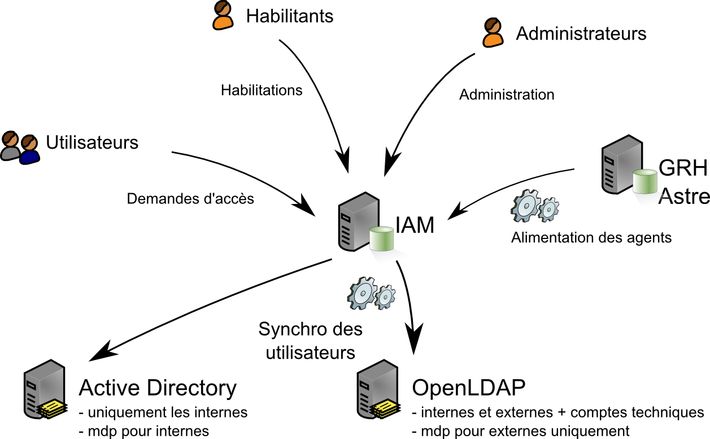 Habilitants
Administrateurs
Habilitations
Administration
Utilisateurs
GRH
Astre
Demandes d'accès
IAM
Alimentation des agents
Synchro des
utilisateurs
Active Directory
- uniquement les internes
- mdp pour internes
OpenLDAP
- internes et externes + comptes techniques
- mdp pour externes uniquement